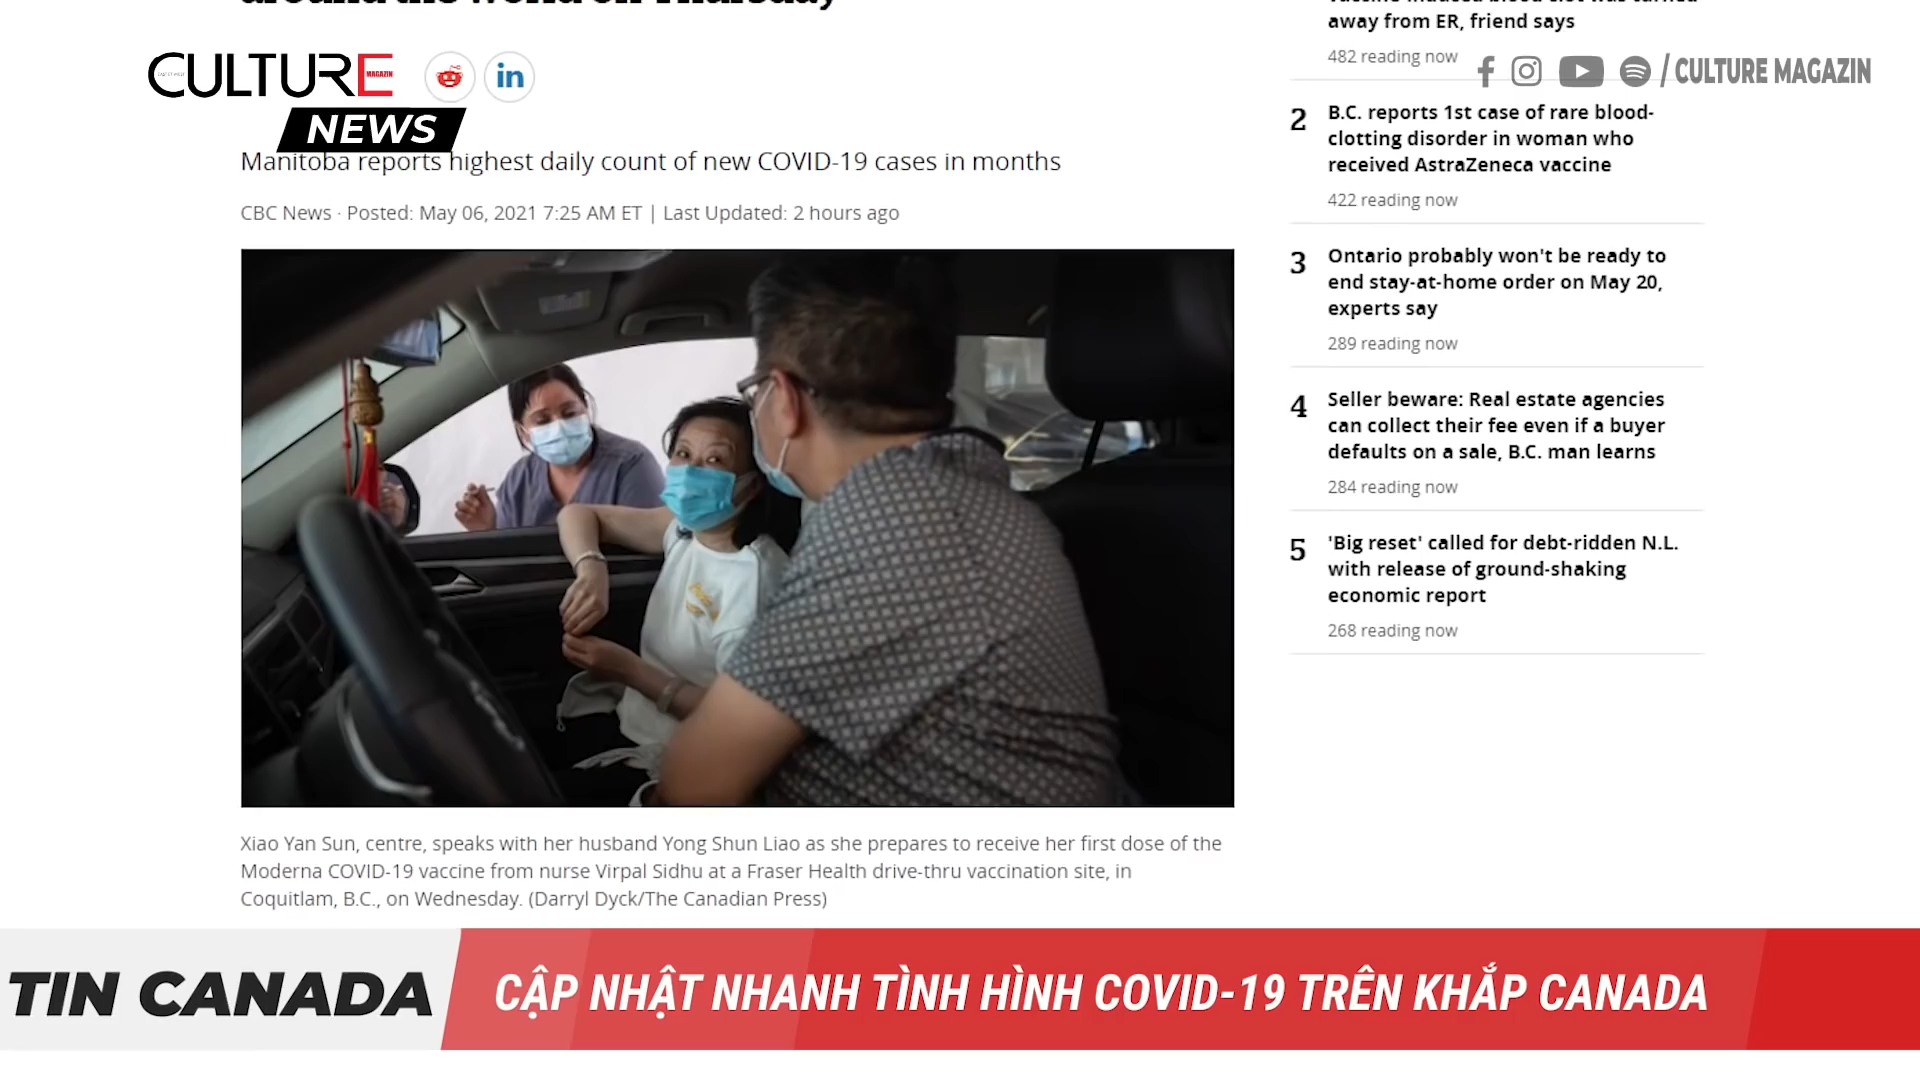 around the world on Thursday
CULTURE
MAGAZIN
NEWS
in
Manitoba reports highest daily count of new COVID-19 cases in months
CBC News · Posted: May 06, 2021 7:25 AM ET | Last Updated: 2 hours ago
Xiao Yan Sun, centre, speaks with her husband Yong Shun Liao as she prepares to receive her first dose of the
Moderna COVID-19 vaccine from nurse Virpal Sidhu at a Fraser Health drive-thru vaccination site, in
Coquitlam, B.C., on Wednesday. (Darryl Dyck/The Canadian Press)
away from ER, friend says
482 reading now
/ CULTURE MAGAZIN
2
B.C. reports 1st case of rare blood-
clotting disorder in woman who
received AstraZeneca vaccine
422 reading now
3
Ontario probably won't be ready to
end stay-at-home order on May 20,
experts say
289 reading now
4
Seller beware: Real estate agencies
can collect their fee even if a buyer
defaults on a sale, B.C. man learns
284 reading now
5
'Big reset' called for debt-ridden N.L.
with release of ground-shaking
economic report
268 reading now
TIN CANADA
CẬP NHẬT NHANH TÌNH HÌNH COVID-19 TRÊN KHẮP CANADA